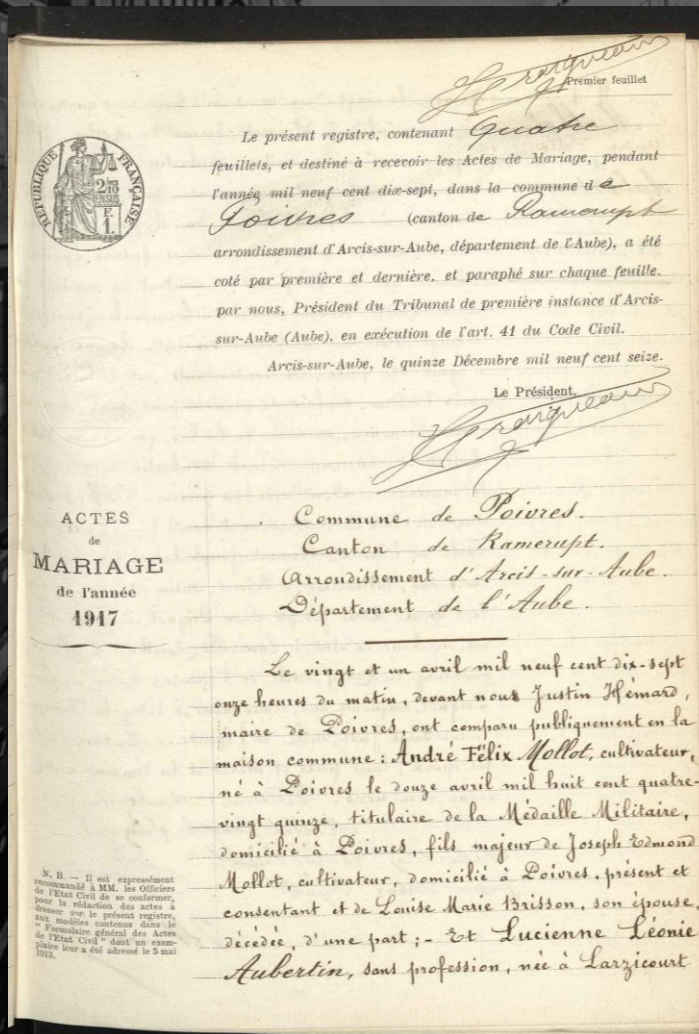 Premier feuillet
Le présent registre, contenant Quatre
feuillets, et destiné à recevoir les Actes de Mariage, pendant
l'année mil neuf cent dix-sept, dans la commune de
Poivres (canton de Ramerupt
arrondissement d'Arcis-sur-Aube, département de l'Aube), a été
coté par première et dernière, et paraphé sur chaque feuille,
par nous, Président du Tribunal de première instance d'Arcis-
sur-Aube (Aube), en exécution de l'art. 41 du Code Civil.
Arcis-sur-Aube, le quinze Décembre mil neuf cent seize.
Le Président,
RÉPUBLIQUE FRANÇAISE
2 DES
10
EN SUS
F
1.
ACTES
de
MARIAGE
de l'année
1917
Commune de Poivres.
Canton de Ramerupt.
Arrondissement d'Arcis-sur-Aube.
Département de l'Aube.
Le vingt et un avril mil neuf cent dix-sept
onze heures du matin, devant nous Justin Hémard,
maire de Poivres, ont comparu publiquement en la
maison commune : André Félix Mollot, cultivateur,
né à Poivres le douze avril mil huit cent quatre-
vingt quinze, titulaire de la Médaille Militaire,
domicilié à Poivres, fils majeur de Joseph Edmond
Mollot, cultivateur, domicilié à Poivres, présent et
consentant et de Louise Marie Brisson, son épouse,
décédée, d'une part ; - Et Lucienne Léonie
Aubertin, sans profession, née à Larzicourt
N. B. — Il est expressément
recommandé à MM. les Officiers
de l'Etat Civil de se conformer,
pour la rédaction des actes à
dresser sur le présent registre,
aux modèles contenus dans le
" Formulaire général des Actes
de l'Etat Civil " dont un exem-
plaire leur a été adressé le 5 mai
1913.